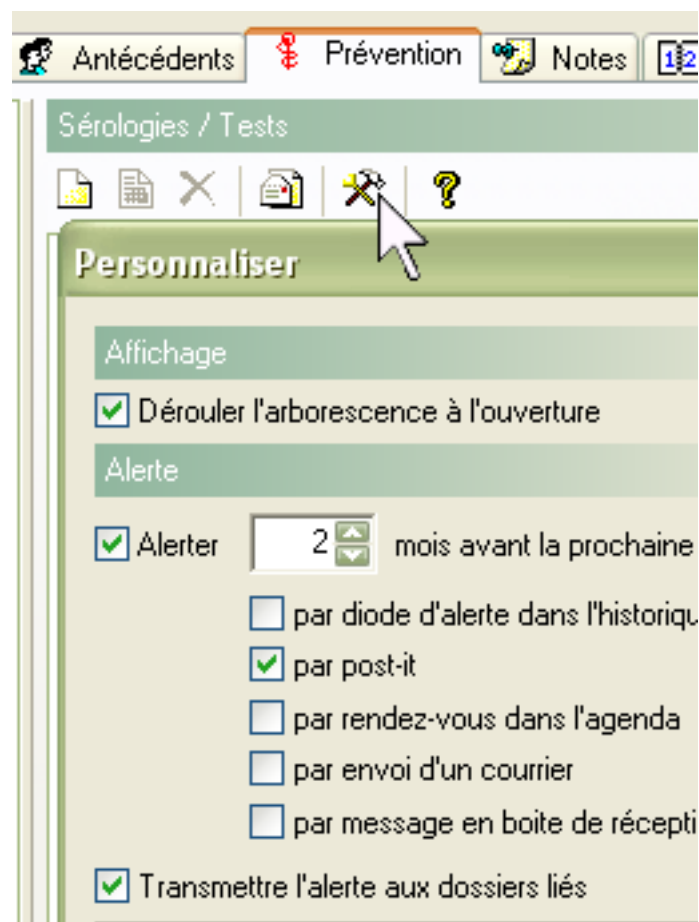 Antécédents Prévention Notes 12
Sérologies / Tests
Personnaliser
Affichage
Dérouler l'arborescence à l'ouverture
Alerte
Alerter 2 mois avant la prochaine
par diode d'alerte dans l'historiqu
par post-it
par rendez-vous dans l'agenda
par envoi d'un courrier
par message en boite de récepti
Transmettre l'alerte aux dossiers liés